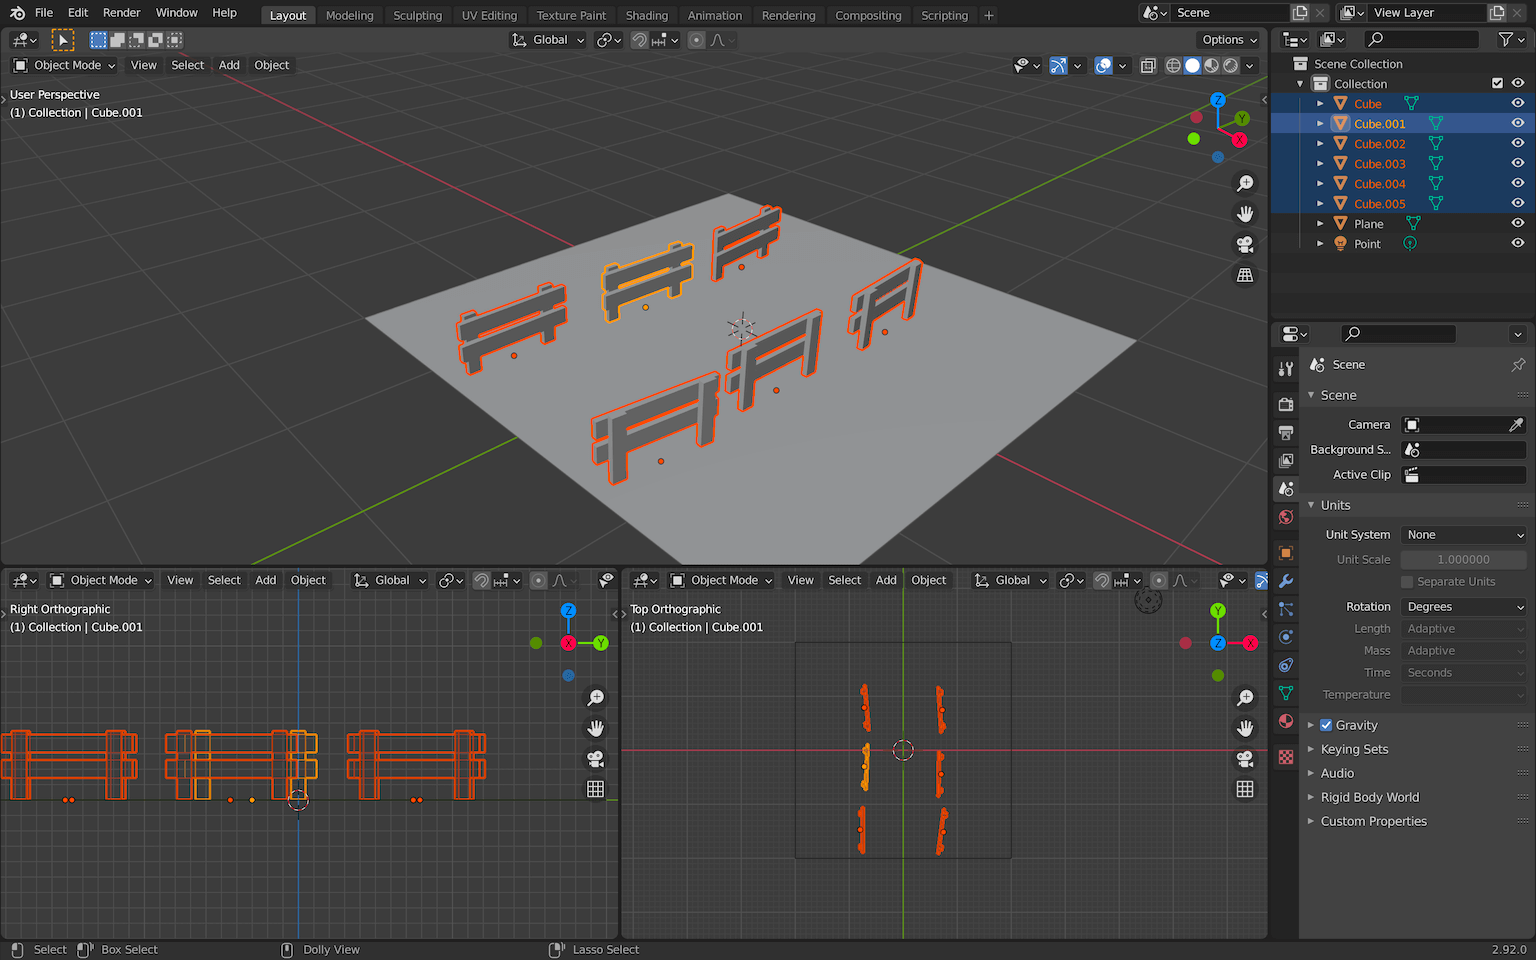 File Edit Render Window Help
Layout Modeling Sculpting UV Editing Texture Paint Shading Animation Rendering Compositing Scripting +
Scene
View Layer
Global
Options
Object Mode View Select Add Object
User Perspective
(1) Collection | Cube.001
Z
Y
X
Scene Collection
Collection
Cube
Cube.001
Cube.002
Cube.003
Cube.004
Cube.005
Plane
Point
Scene
Scene
Camera
Background S...
Active Clip
Units
Unit System None
Unit Scale 1.000000
Separate Units
Rotation Degrees
Length Adaptive
Mass Adaptive
Time Seconds
Temperature
Gravity
Keying Sets
Audio
Rigid Body World
Custom Properties
Object Mode View Select Add Object Global
Right Orthographic
(1) Collection | Cube.001
Z
X
Y
Object Mode View Select Add Object Global
Top Orthographic
(1) Collection | Cube.001
Y
Z
X
Select Box Select Dolly View Lasso Select 2.92.0